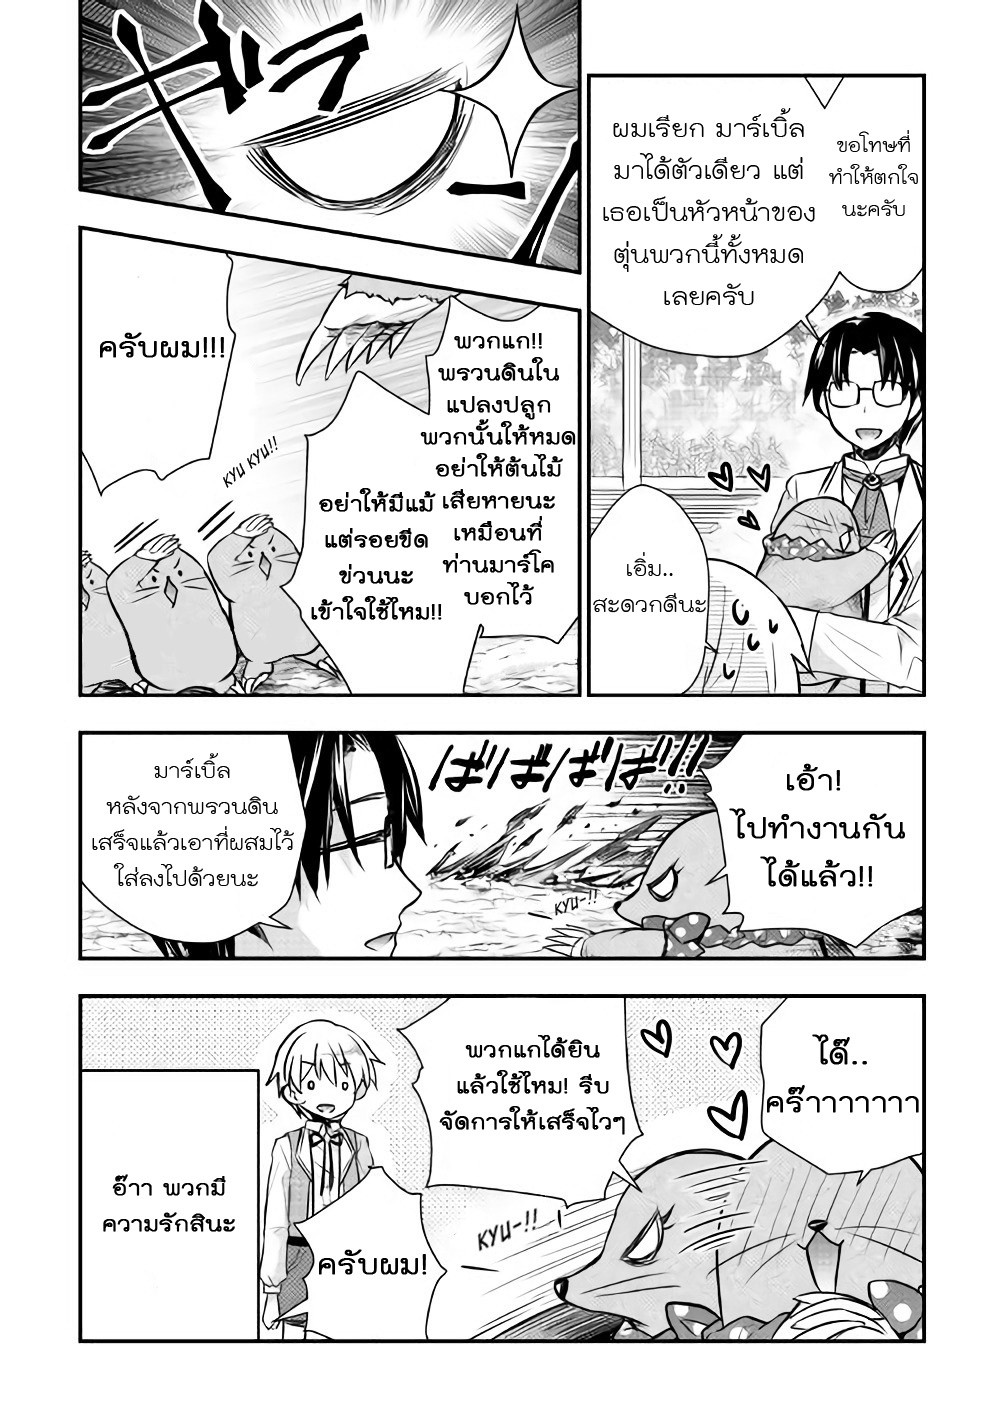 ขอโทษที่
ทำให้ตกใจ
นะครับ
ผมเรียก มาร์เบิ้ล
มาได้ตัวเดียว แต่
เธอเป็นหัวหน้าของ
ตุ่นพวกนี้ทั้งหมด
เลยครับ
เอิ่ม..
สะดวกดีนะ
ギラーン
พวกแก!!
พรวนดินใน
แปลงปลูก
พวกนั้นให้หมด
อย่าให้ต้นไม้
เสียหายนะ
เหมือนที่
ท่านมาร์โค
บอกไว้
อย่าให้มีแม้
แต่รอยขีด
ข่วนนะ
เข้าใจใช่ไหม!!
ครับผม!!!
KYU KYU!!
เอ้า!
ไปทำงานกัน
ได้แล้ว!!
ばばばば!!!
KYU-!!
มาร์เบิ้ล
หลังจากพรวนดิน
เสร็จแล้วเอาที่ผสมไว้
ใส่ลงไปด้วยนะ
ได๊..
คร๊าาาาาาา
พวกแกได้ยิน
แล้วใช่ไหม! รีบ
จัดการให้เสร็จไวๆ
KYU-!!
ครับผม!
อ๊าา พวกมี
ความรักสินะ